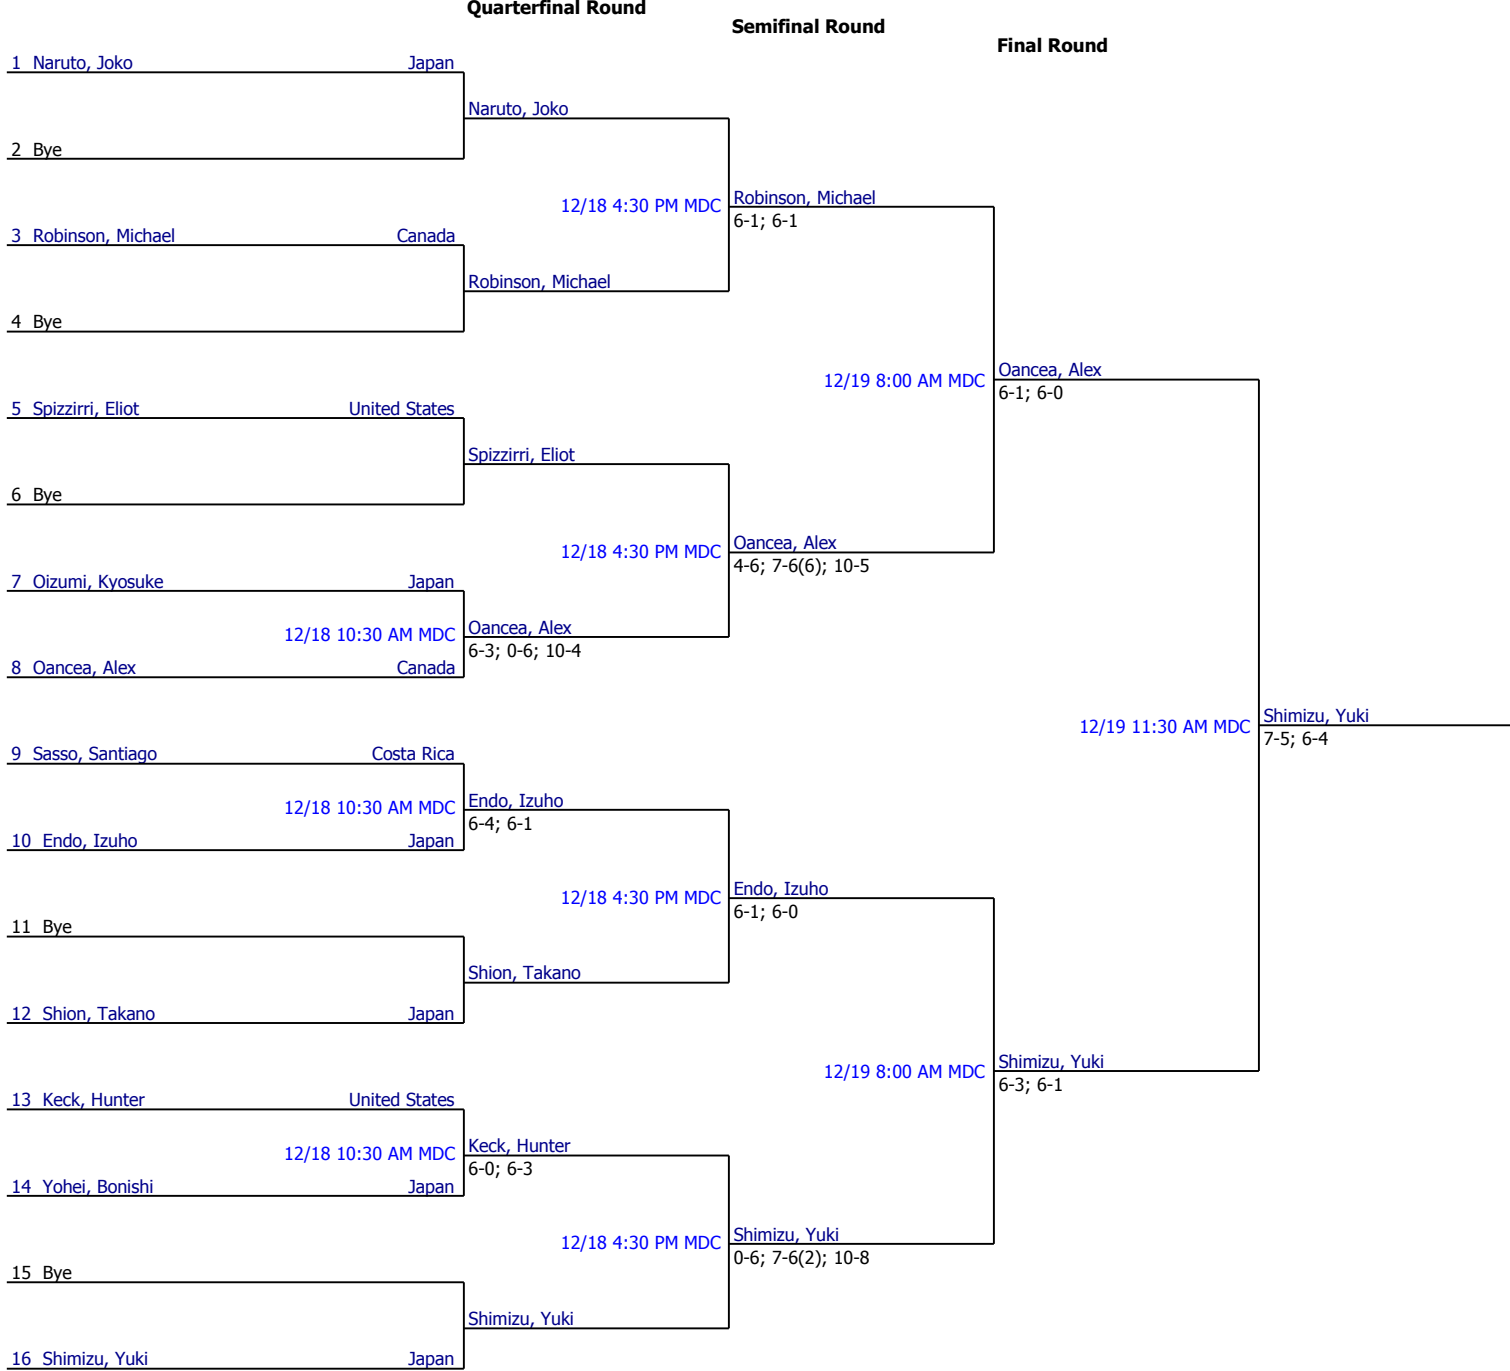 Quarterfinal Round
Semifinal Round
Final Round
1 Naruto, Joko Japan
Naruto, Joko
2 Bye
12/18 4:30 PM MDC Robinson, Michael
6-1; 6-1
3 Robinson, Michael Canada
Robinson, Michael
4 Bye
12/19 8:00 AM MDC Oancea, Alex
6-1; 6-0
5 Spizzirri, Eliot United States
Spizzirri, Eliot
6 Bye
12/18 4:30 PM MDC Oancea, Alex
4-6; 7-6(6); 10-5
7 Oizumi, Kyosuke Japan
12/18 10:30 AM MDC Oancea, Alex
6-3; 0-6; 10-4
8 Oancea, Alex Canada
12/19 11:30 AM MDC Shimizu, Yuki
7-5; 6-4
9 Sasso, Santiago Costa Rica
12/18 10:30 AM MDC Endo, Izuho
6-4; 6-1
10 Endo, Izuho Japan
12/18 4:30 PM MDC Endo, Izuho
6-1; 6-0
11 Bye
Shion, Takano
12 Shion, Takano Japan
12/19 8:00 AM MDC Shimizu, Yuki
6-3; 6-1
13 Keck, Hunter United States
12/18 10:30 AM MDC Keck, Hunter
6-0; 6-3
14 Yohei, Bonishi Japan
12/18 4:30 PM MDC Shimizu, Yuki
0-6; 7-6(2); 10-8
15 Bye
Shimizu, Yuki
16 Shimizu, Yuki Japan